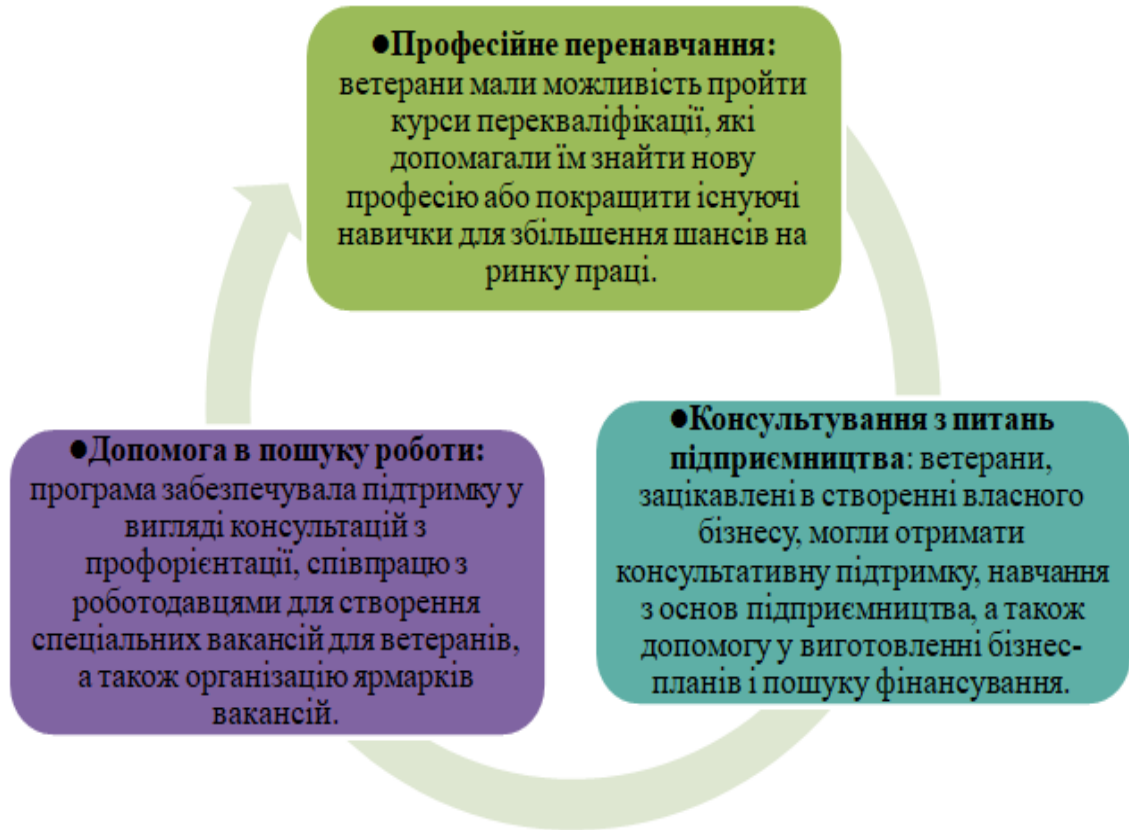 ●Професійне перенавчання:
ветерани мали можливість пройти
курси перекваліфікації, які
допомагали їм знайти нову
професію або покращити існуючі
навички для збільшення шансів на
ринку праці.
●Консультування з питань
підприємництва: ветерани,
зацікавлені в створенні власного
бізнесу, могли отримати
консультативну підтримку, навчання
з основ підприємництва, а також
допомогу у виготовленні бізнес-
планів і пошуку фінансування.
●Допомога в пошуку роботи:
програма забезпечувала підтримку у
вигляді консультацій з
профорієнтації, співпрацю з
роботодавцями для створення
спеціальних вакансій для ветеранів,
а також організацію ярмарків
вакансій.